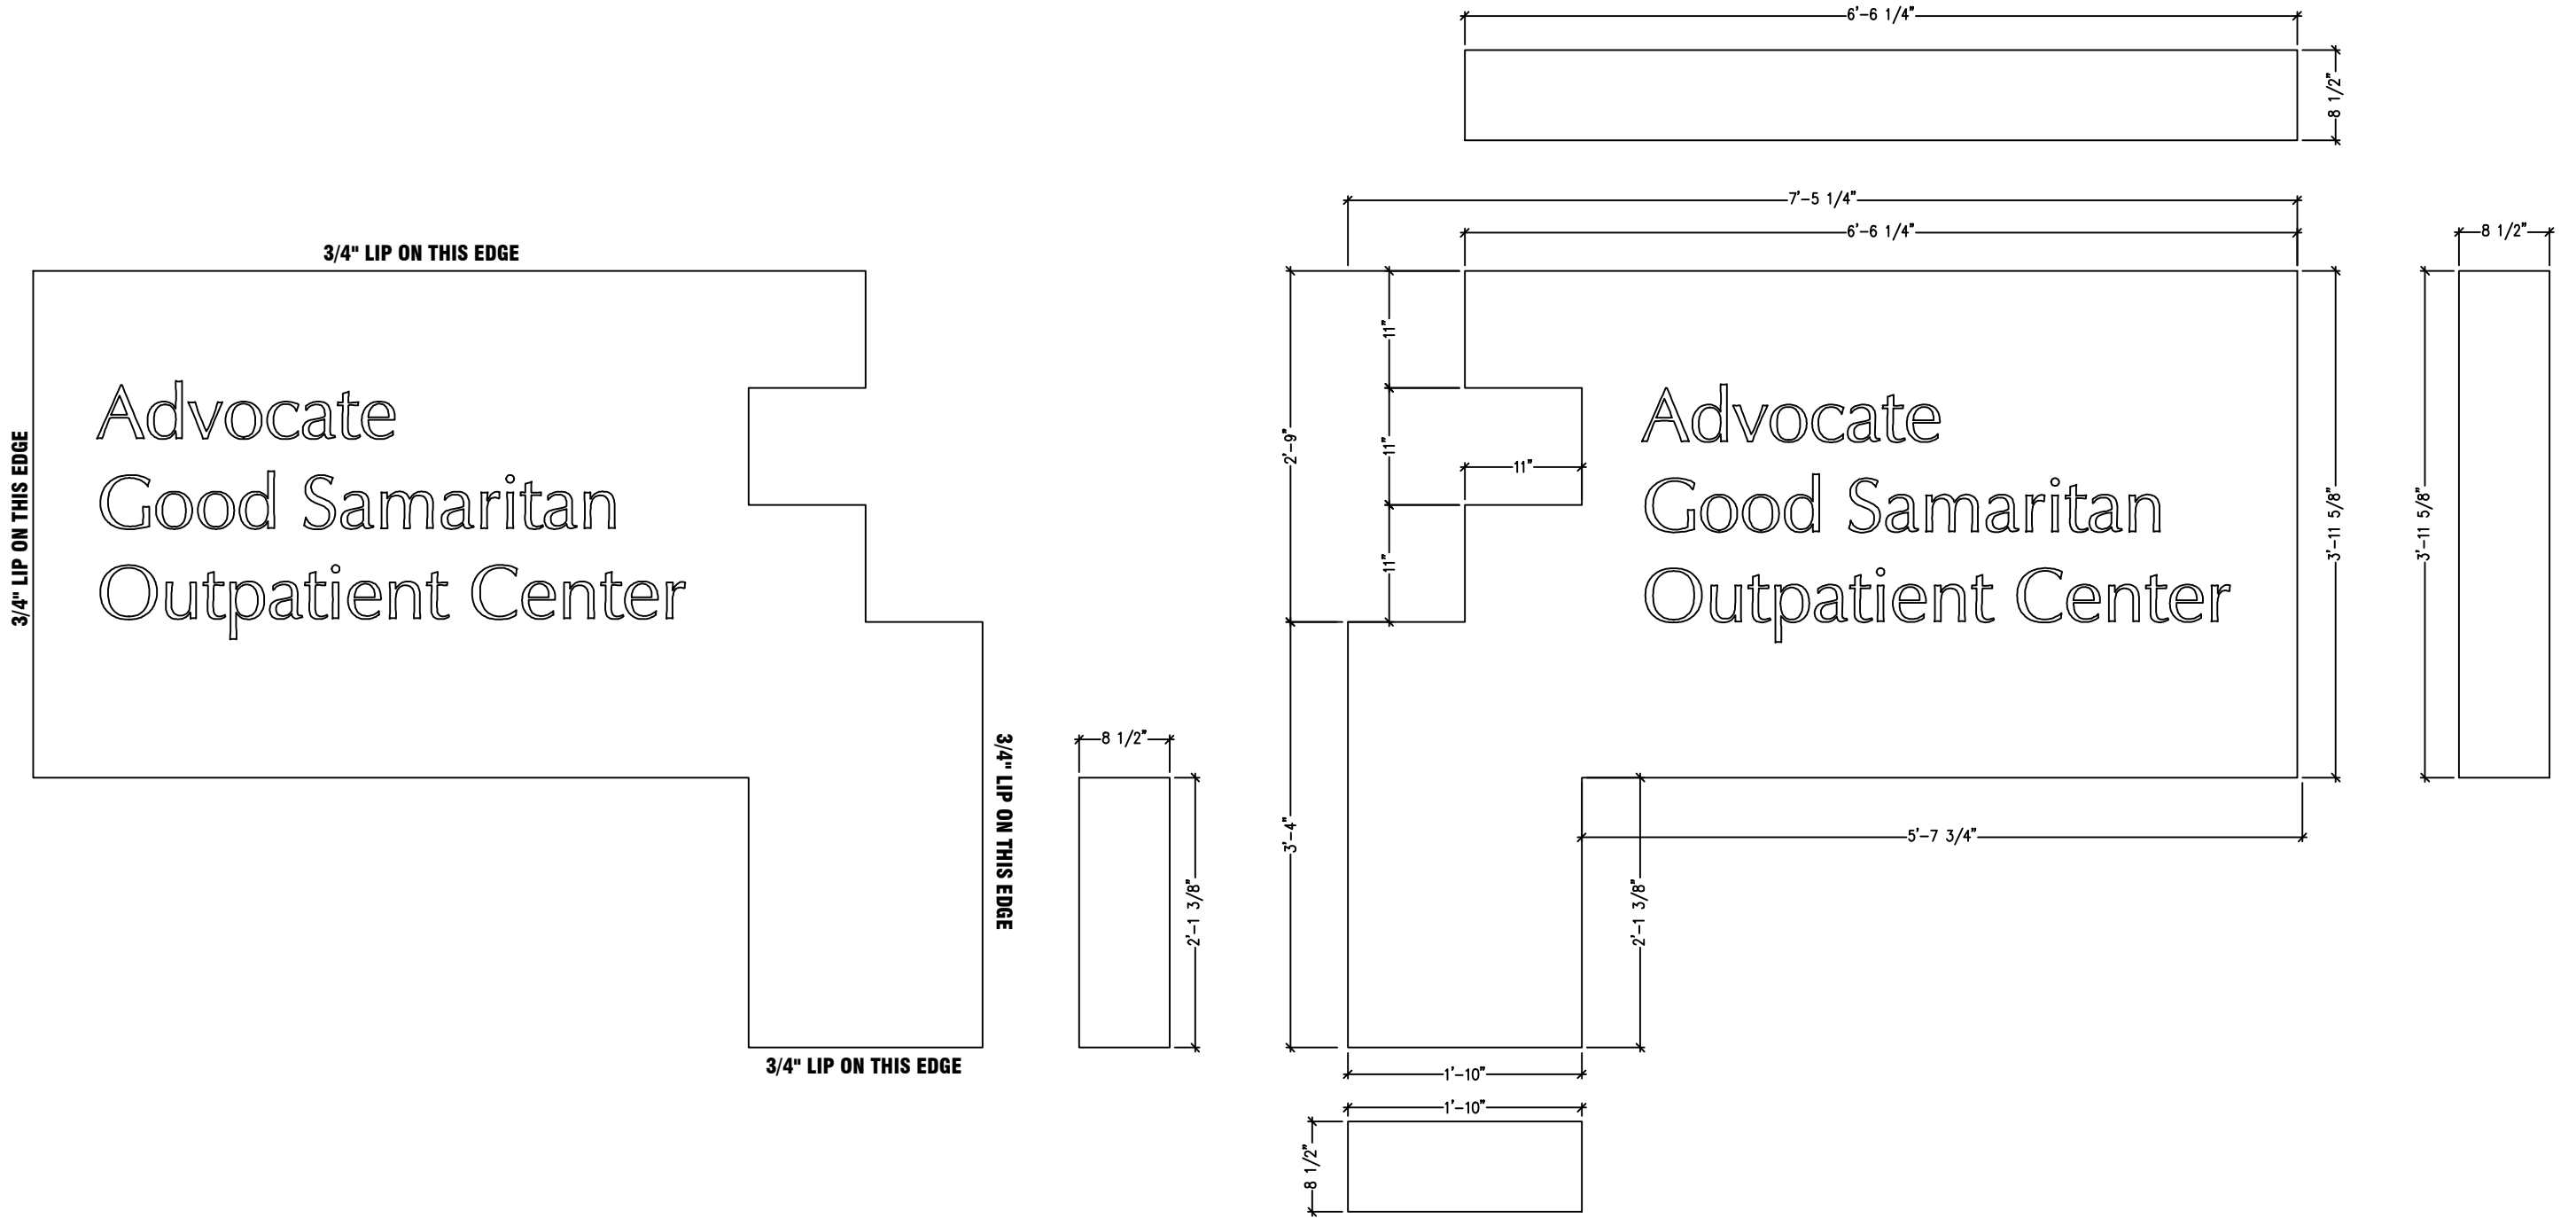 6'-6 1/4"
8 1/2"
7'-5 1/4"
6'-6 1/4"
8 1/2"
3/4" LIP ON THIS EDGE
3/4" LIP ON THIS EDGE
Advocate
Good Samaritan
Outpatient Center
3/4" LIP ON THIS EDGE
3/4" LIP ON THIS EDGE
8 1/2"
2'-1 3/8"
2'-9"
3'-4"
11"
11"
11"
11"
Advocate
Good Samaritan
Outpatient Center
3'-11 5/8"
3'-11 5/8"
5'-7 3/4"
2'-1 3/8"
1'-10"
1'-10"
8 1/2"